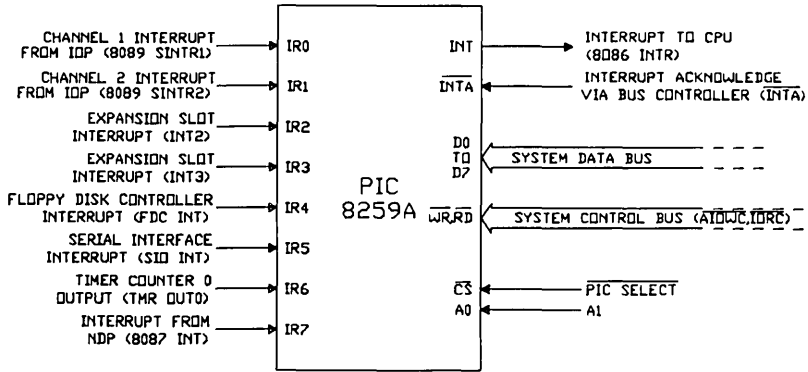 CHANNEL 1 INTERRUPT
FROM IOP (8089 SINTR1)
IR0
CHANNEL 2 INTERRUPT
FROM IOP (8089 SINTR2)
IR1
EXPANSION SLOT
INTERRUPT (INT2)
IR2
EXPANSION SLOT
INTERRUPT (INT3)
IR3
FLOPPY DISK CONTROLLER
INTERRUPT (FDC INT)
IR4
SERIAL INTERFACE
INTERRUPT (SIO INT)
IR5
TIMER COUNTER 0
OUTPUT (TMR OUT0)
IR6
INTERRUPT FROM
NDP (8087 INT)
IR7
PIC
8259A
INT
INTERRUPT TO CPU
(8086 INTR)
INTA
INTERRUPT ACKNOWLEDGE
VIA BUS CONTROLLER (INTA)
D0
TO
D7
SYSTEM DATA BUS
WR,RD
SYSTEM CONTROL BUS (AIOWC,IORC)
CS
PIC SELECT
A0
A1